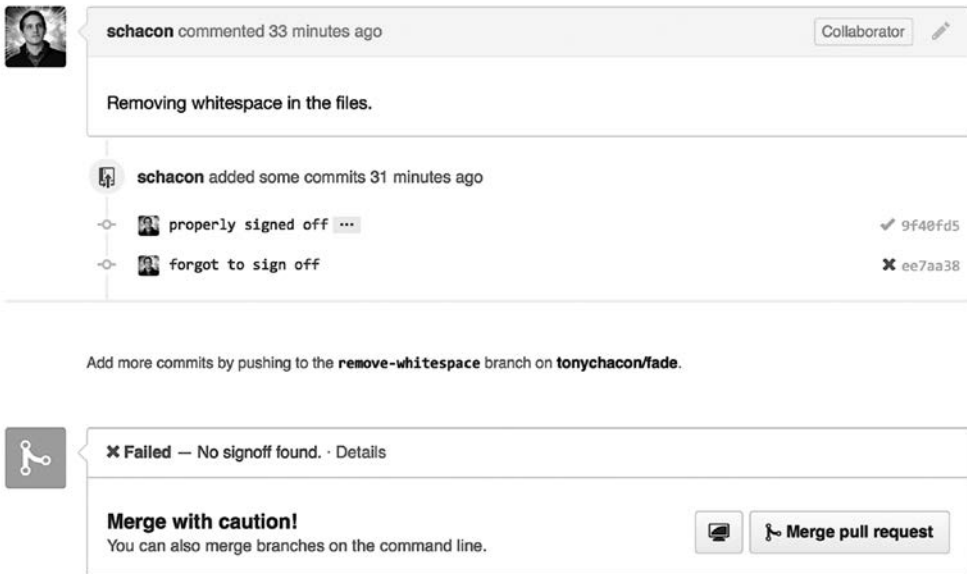 schacon commented 33 minutes ago Collaborator
Removing whitespace in the files.
schacon added some commits 31 minutes ago
properly signed off ... 9f40fd5
forgot to sign off ee7aa38
Add more commits by pushing to the remove-whitespace branch on tonychacon/fade.
Failed — No signoff found. · Details
Merge with caution!
You can also merge branches on the command line.
Merge pull request